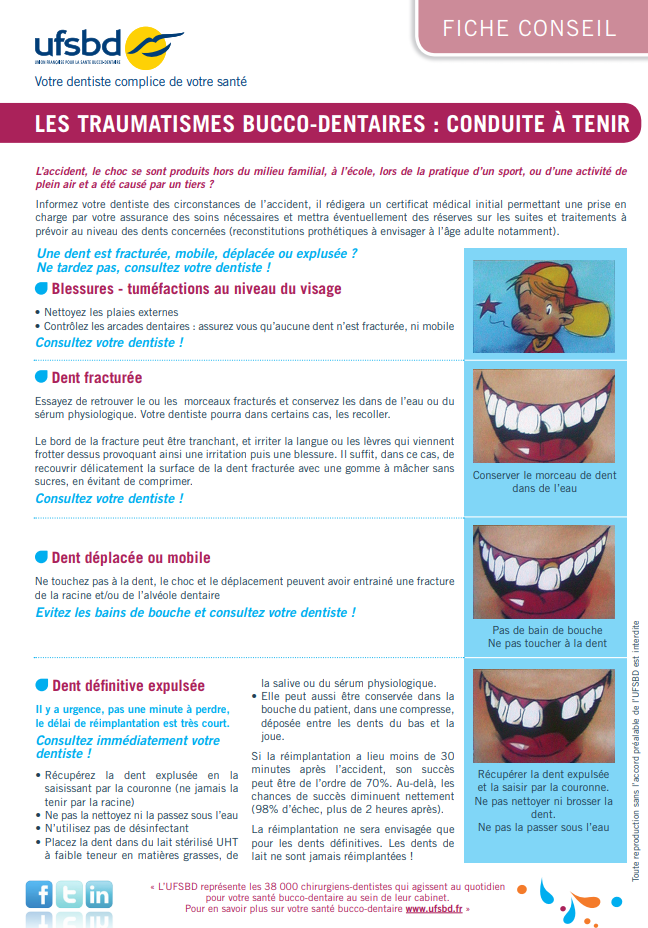 FICHE CONSEIL
ufsbd
UNION FRANÇAISE POUR LA SANTÉ BUCCO-DENTAIRE
Votre dentiste complice de votre santé
LES TRAUMATISMES BUCCO-DENTAIRES : CONDUITE À TENIR
L'accident, le choc se sont produits hors du milieu familial, à l'école, lors de la pratique d'un sport, ou d'une activité de
plein air et a été causé par un tiers ?
Informez votre dentiste des circonstances de l'accident, il rédigera un certificat médical initial permettant une prise en
charge par votre assurance des soins nécessaires et mettra éventuellement des réserves sur les suites et traitements à
prévoir au niveau des dents concernées (reconstitutions prothétiques à envisager à l'âge adulte notamment).
Une dent est fracturée, mobile, déplacée ou explusée ?
Ne tardez pas, consultez votre dentiste !
Blessures - tuméfactions au niveau du visage
• Nettoyez les plaies externes
• Contrôlez les arcades dentaires : assurez vous qu'aucune dent n'est fracturée, ni mobile
Consultez votre dentiste !
Dent fracturée
Essayez de retrouver le ou les morceaux fracturés et conservez les dans de l'eau ou du
sérum physiologique. Votre dentiste pourra dans certains cas, les recoller.
Le bord de la fracture peut être tranchant, et irriter la langue ou les lèvres qui viennent
frotter dessus provoquant ainsi une irritation puis une blessure. Il suffit, dans ce cas, de
recouvrir délicatement la surface de la dent fracturée avec une gomme à mâcher sans
sucres, en évitant de comprimer.
Consultez votre dentiste !
Conserver le morceau de dent
dans de l'eau
Dent déplacée ou mobile
Ne touchez pas à la dent, le choc et le déplacement peuvent avoir entrainé une fracture
de la racine et/ou de l'alvéole dentaire
Evitez les bains de bouche et consultez votre dentiste !
Pas de bain de bouche
Ne pas toucher à la dent
Dent définitive expulsée
Il y a urgence, pas une minute à perdre,
le délai de réimplantation est très court.
Consultez immédiatement votre
dentiste !
• Récupérez la dent explusée en la
saisissant par la couronne (ne jamais la
tenir par la racine)
• Ne pas la nettoyez ni la passez sous l'eau
• N'utilisez pas de désinfectant
• Placez la dent dans du lait stérilisé UHT
à faible teneur en matières grasses, de
la salive ou du sérum physiologique.
• Elle peut aussi être conservée dans la
bouche du patient, dans une compresse,
déposée entre les dents du bas et la
joue.
Si la réimplantation a lieu moins de 30
minutes après l'accident, son succès
peut être de l'ordre de 70%. Au-delà, les
chances de succès diminuent nettement
(98% d'échec, plus de 2 heures après).
La réimplantation ne sera envisagée que
pour les dents définitives. Les dents de
lait ne sont jamais réimplantées !
Récupérer la dent expulsée
et la saisir par la couronne.
Ne pas nettoyer ni brosser la
dent.
Ne pas la passer sous l'eau
Toute reproduction sans l'accord préalable de l'UFSBD est interdite
f t in
« L'UFSBD représente les 38 000 chirurgiens-dentistes qui agissent au quotidien
pour votre santé bucco-dentaire au sein de leur cabinet.
Pour en savoir plus sur votre santé bucco-dentaire www.ufsbd.fr »